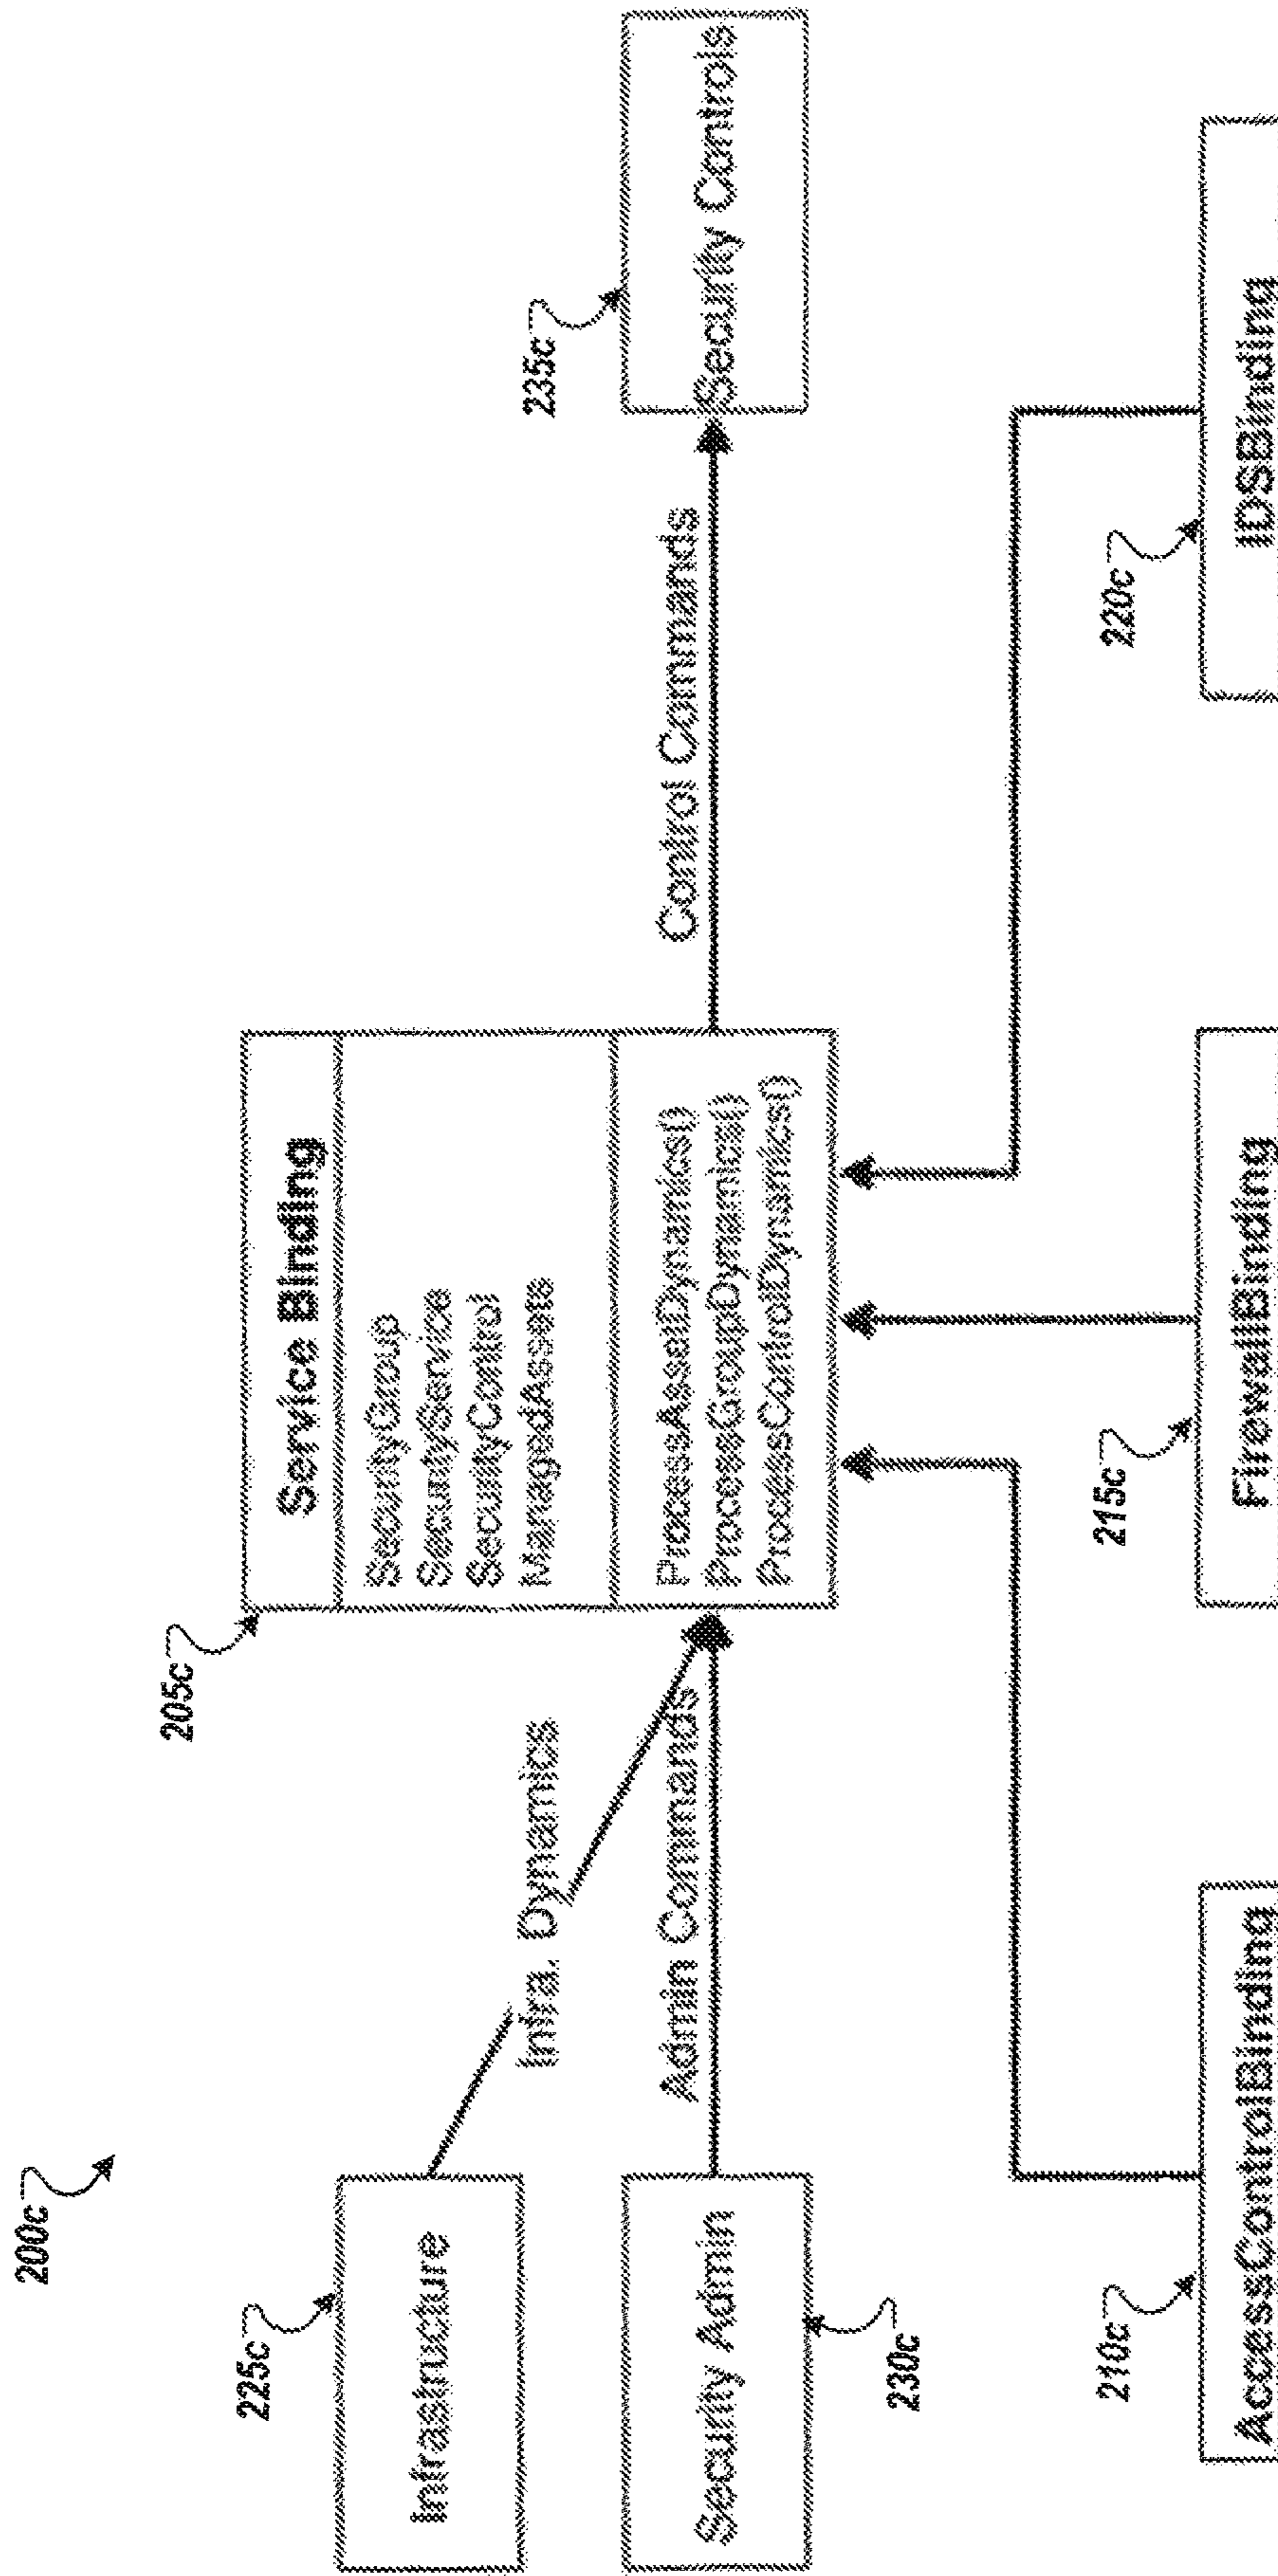 200c
205c
Service Binding
SecurityGroup
SecurityService
SecurityControl
ManagedAssets
ProcessAssetDynamics()
ProcessGroupDynamics()
ProcessControlDynamics()
225c
Infrastructure
Infra. Dynamics
Security Admin
230c
Admin Commands
Control Commands
235c
Security Controls
210c
AccessControlBinding
215c
FirewallBinding
220c
IDSBinding